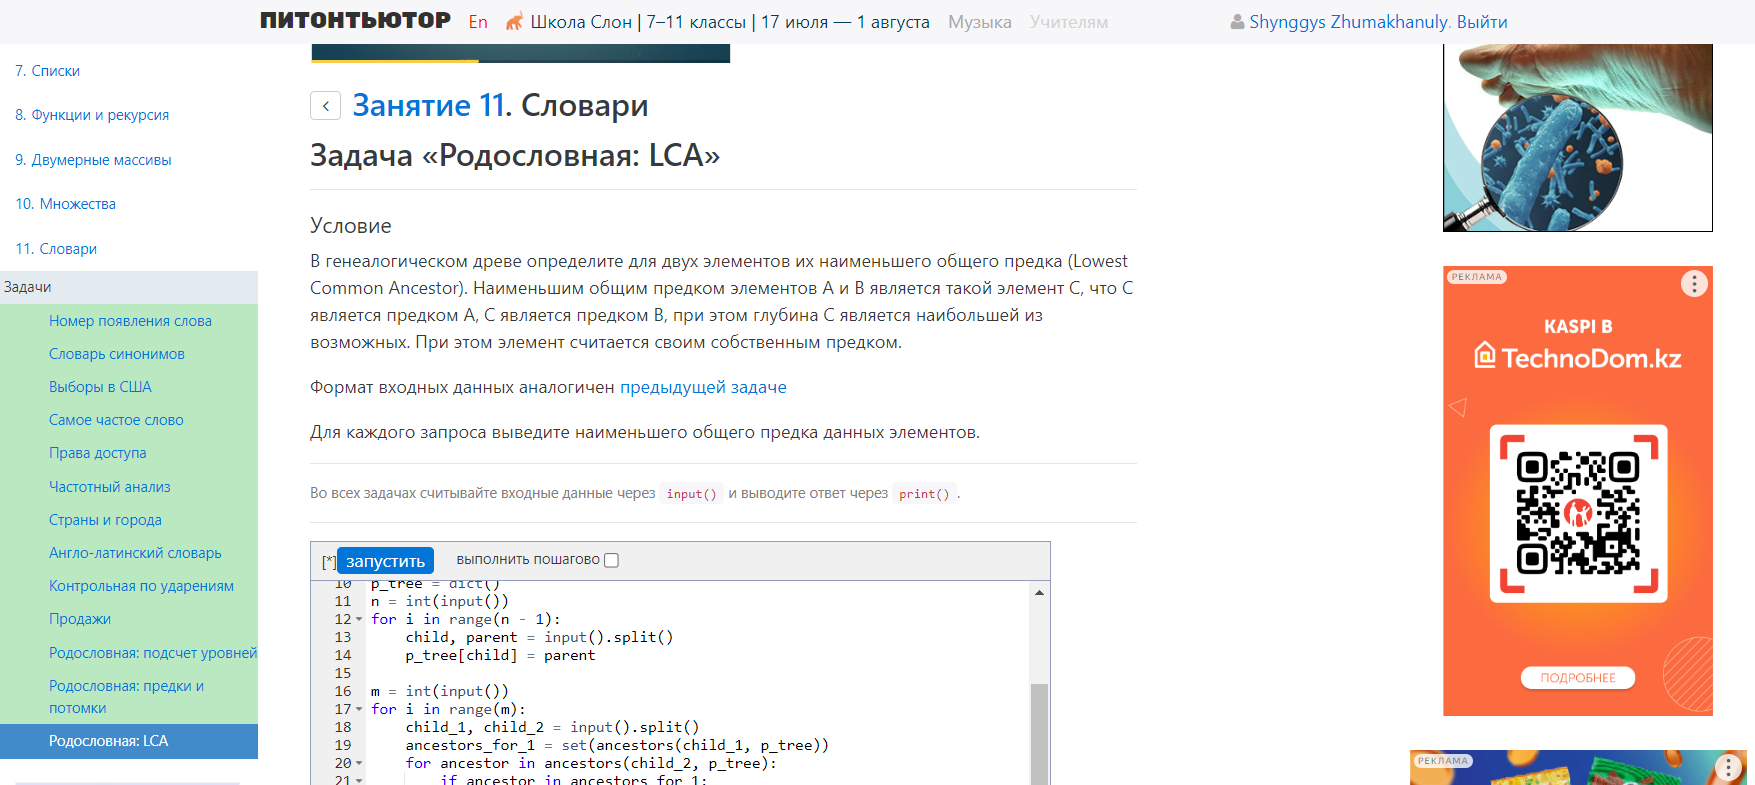 ПИТОНТЬЮТОР En Школа Слон | 7–11 классы | 17 июля — 1 августа Музыка Учителям Shynggys Zhumakhanuly. Выйти
7. Списки
8. Функции и рекурсия
9. Двумерные массивы
10. Множества
11. Словари
Задачи
Номер появления слова
Словарь синонимов
Выборы в США
Самое частое слово
Права доступа
Частотный анализ
Страны и города
Англо-латинский словарь
Контрольная по ударениям
Продажи
Родословная: подсчет уровней
Родословная: предки и
потомки
Родословная: LCA
Занятие 11. Словари
Задача «Родословная: LCA»
Условие
В генеалогическом древе определите для двух элементов их наименьшего общего предка (Lowest
Common Ancestor). Наименьшим общим предком элементов A и B является такой элемент C, что C
является предком A, C является предком B, при этом глубина C является наибольшей из
возможных. При этом элемент считается своим собственным предком.
Формат входных данных аналогичен предыдущей задаче
Для каждого запроса выведите наименьшего общего предка данных элементов.
Во всех задачах считывайте входные данные через input() и выводите ответ через print().
[*] запустить выполнить пошагово
10 p_tree = dict()
11 n = int(input())
12 for i in range(n - 1):
13 child, parent = input().split()
14 p_tree[child] = parent
15
16 m = int(input())
17 for i in range(m):
18 child_1, child_2 = input().split()
19 ancestors_for_1 = set(ancestors(child_1, p_tree))
20 for ancestor in ancestors(child_2, p_tree):
21 if ancestor in ancestors_for_1:
РЕКЛАМА
KASPI В
TechnoDom.kz
ПОДРОБНЕЕ
РЕКЛАМА